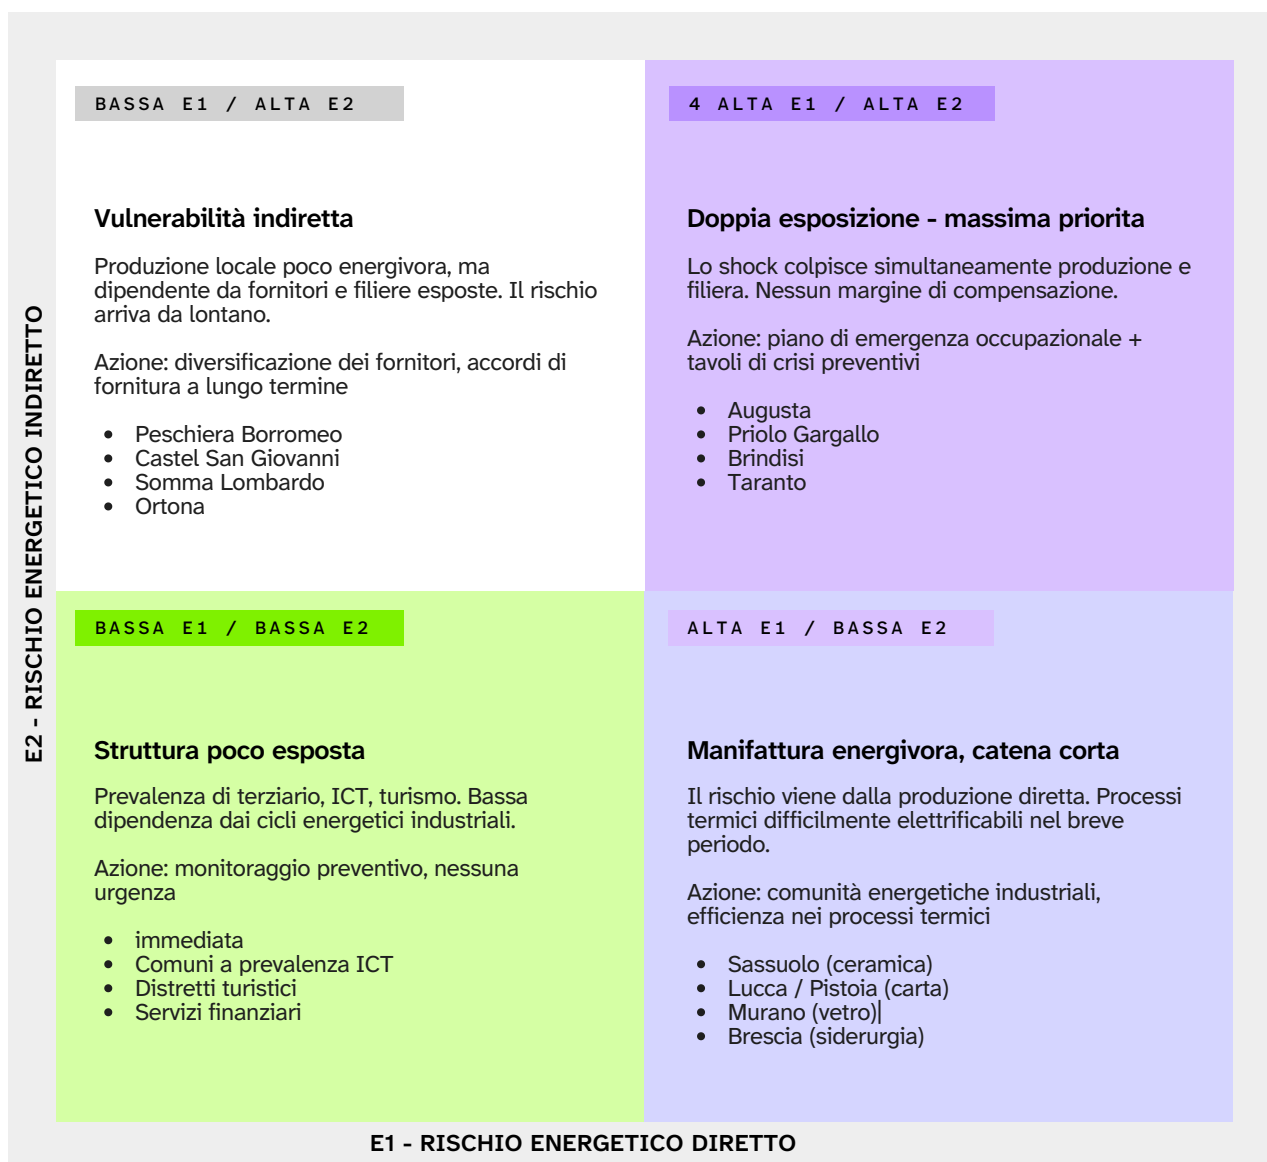 BASSA E1 / ALTA E2
Vulnerabilità indiretta
Produzione locale poco energivora, ma
dipendente da fornitori e filiere esposte. Il rischio
arriva da lontano.
Azione: diversificazione dei fornitori, accordi di
fornitura a lungo termine
• Peschiera Borromeo
• Castel San Giovanni
• Somma Lombardo
• Ortona
4 ALTA E1 / ALTA E2
Doppia esposizione - massima priorita
Lo shock colpisce simultaneamente produzione e
filiera. Nessun margine di compensazione.
Azione: piano di emergenza occupazionale +
tavoli di crisi preventivi
• Augusta
• Priolo Gargallo
• Brindisi
• Taranto
E2 - RISCHIO ENERGETICO INDIRETTO
BASSA E1 / BASSA E2
Struttura poco esposta
Prevalenza di terziario, ICT, turismo. Bassa
dipendenza dai cicli energetici industriali.
Azione: monitoraggio preventivo, nessuna
urgenza
• immediata
• Comuni a prevalenza ICT
• Distretti turistici
• Servizi finanziari
ALTA E1 / BASSA E2
Manifattura energivora, catena corta
Il rischio viene dalla produzione diretta. Processi
termici difficilmente elettrificabili nel breve
periodo.
Azione: comunità energetiche industriali,
efficienza nei processi termici
• Sassuolo (ceramica)
• Lucca / Pistoia (carta)
• Murano (vetro)|
• Brescia (siderurgia)
E1 - RISCHIO ENERGETICO DIRETTO